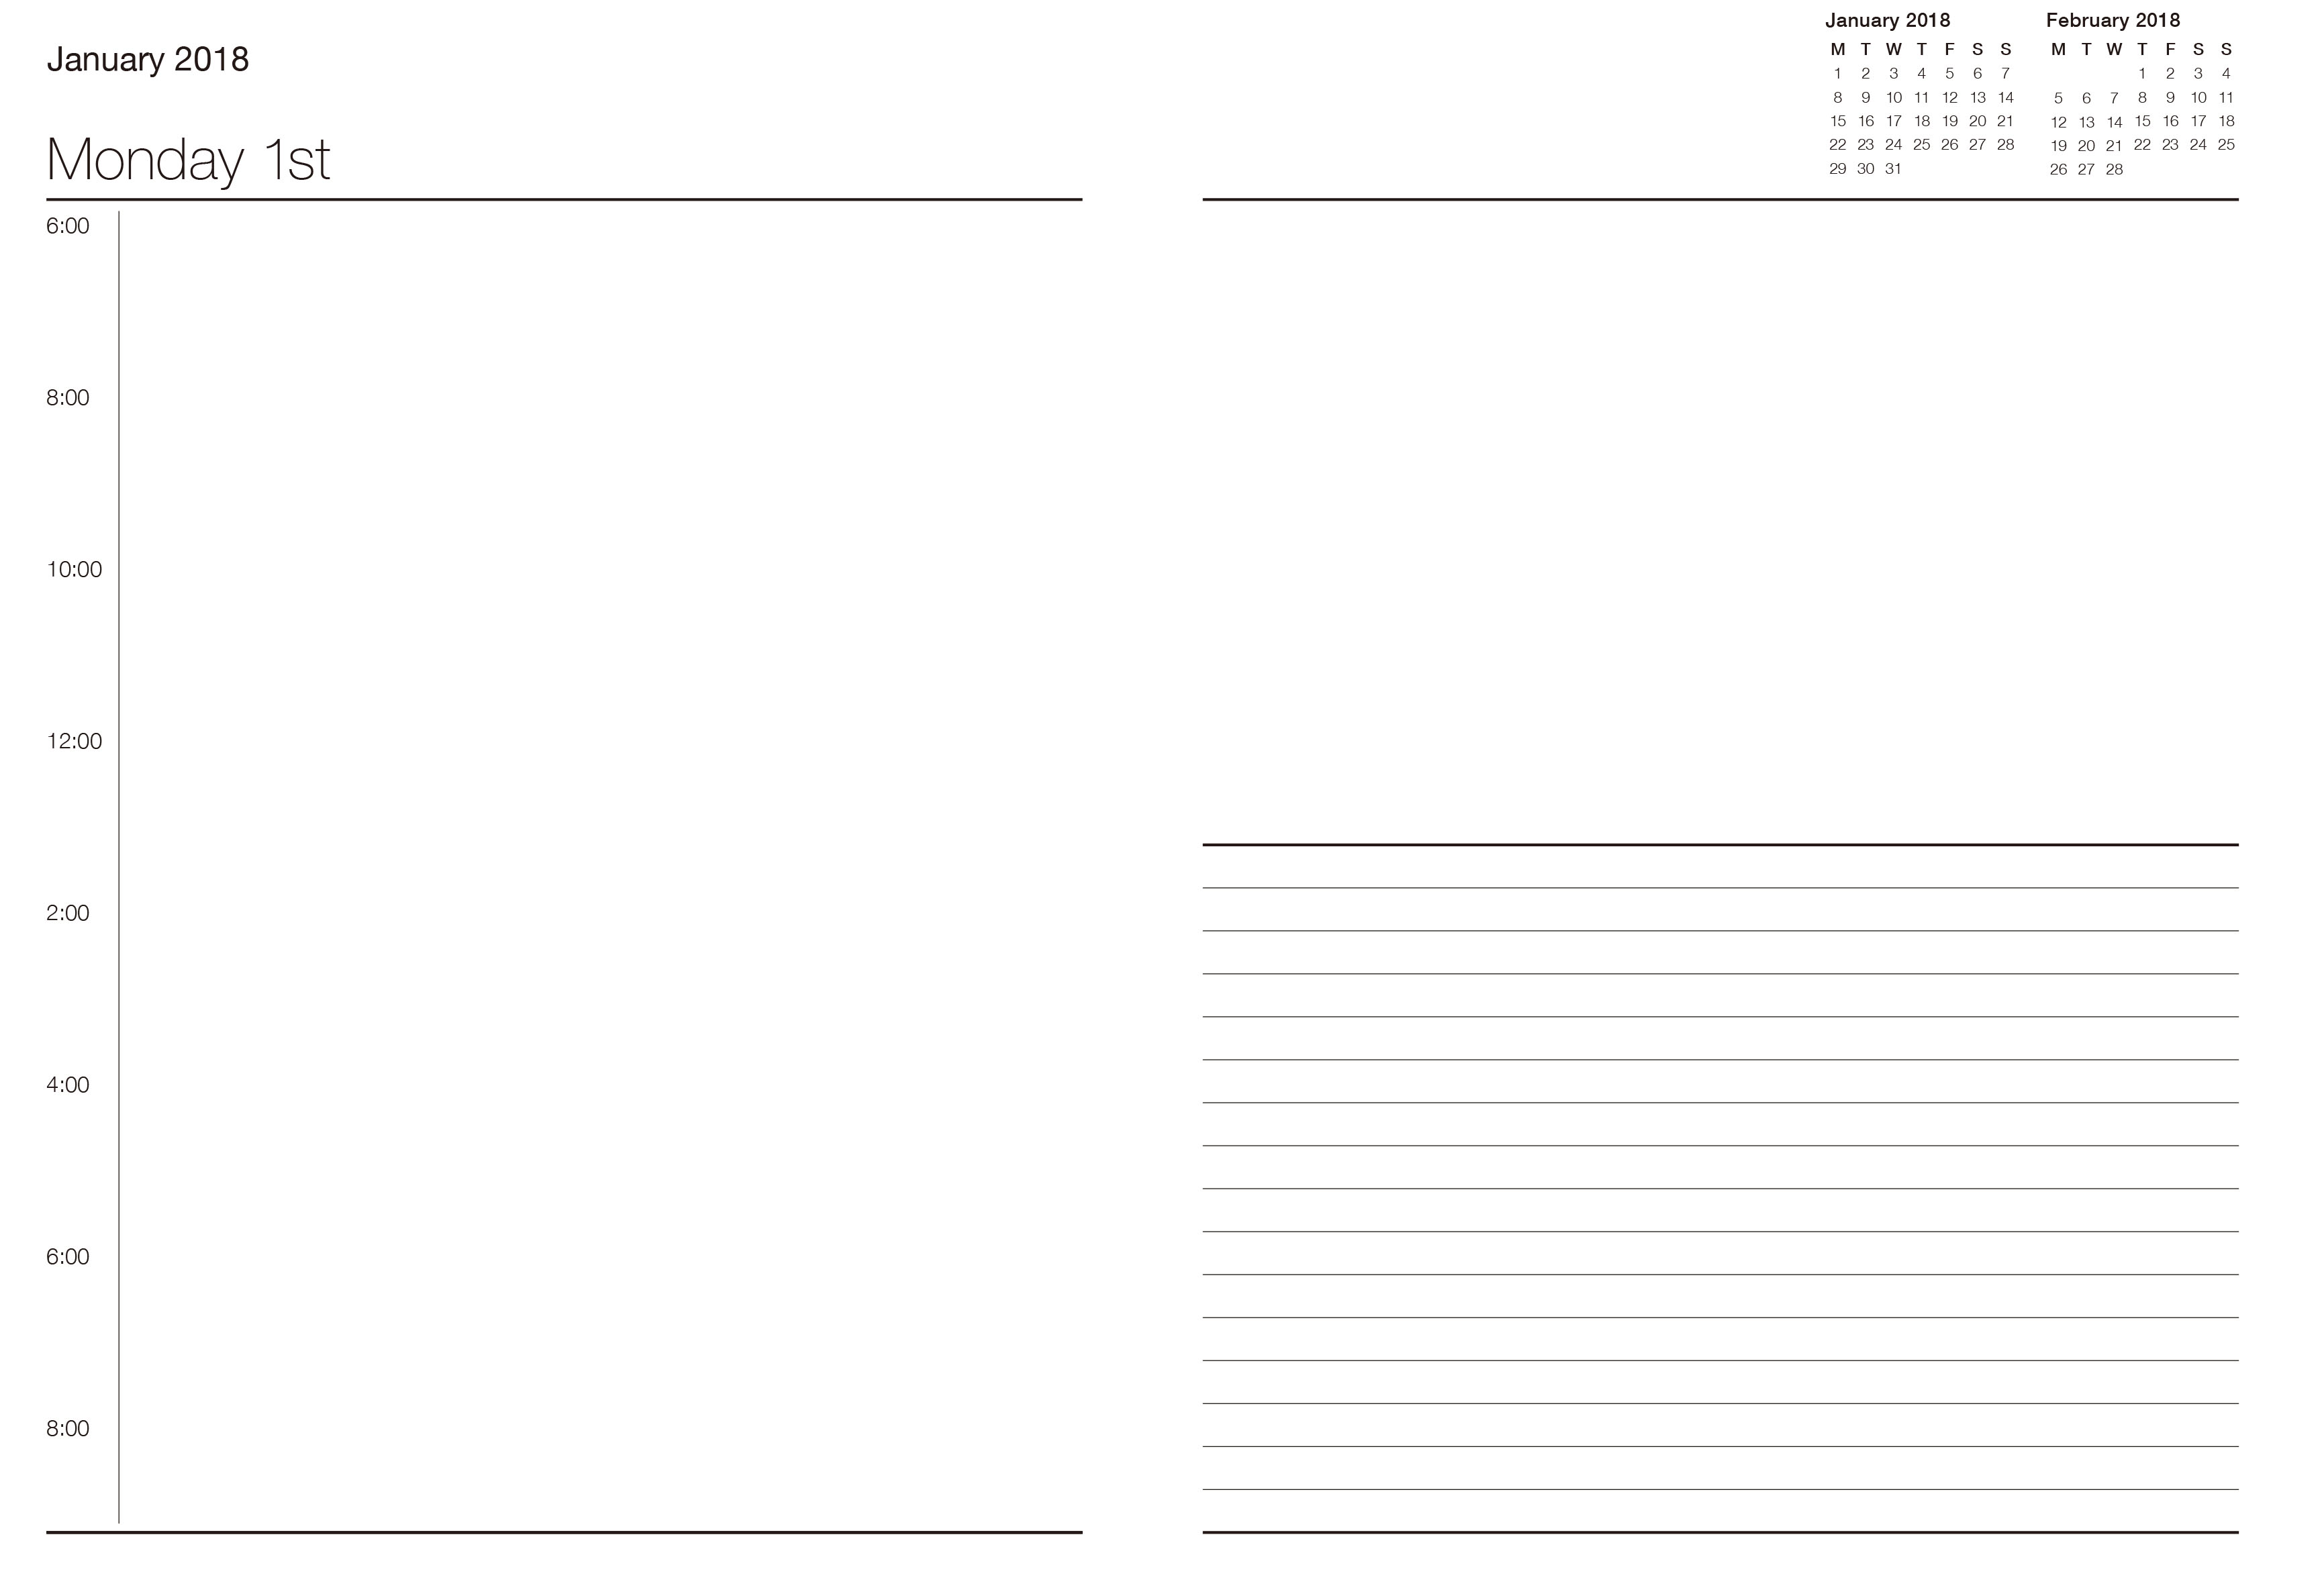 January 2018
Monday 1st
6:00
8:00
10:00
12:00
2:00
4:00
6:00
8:00
January 2018
M T W T F S S
1 2 3 4 5 6 7
8 9 10 11 12 13 14
15 16 17 18 19 20 21
22 23 24 25 26 27 28
29 30 31
February 2018
M T W T F S S
1 2 3 4
5 6 7 8 9 10 11
12 13 14 15 16 17 18
19 20 21 22 23 24 25
26 27 28